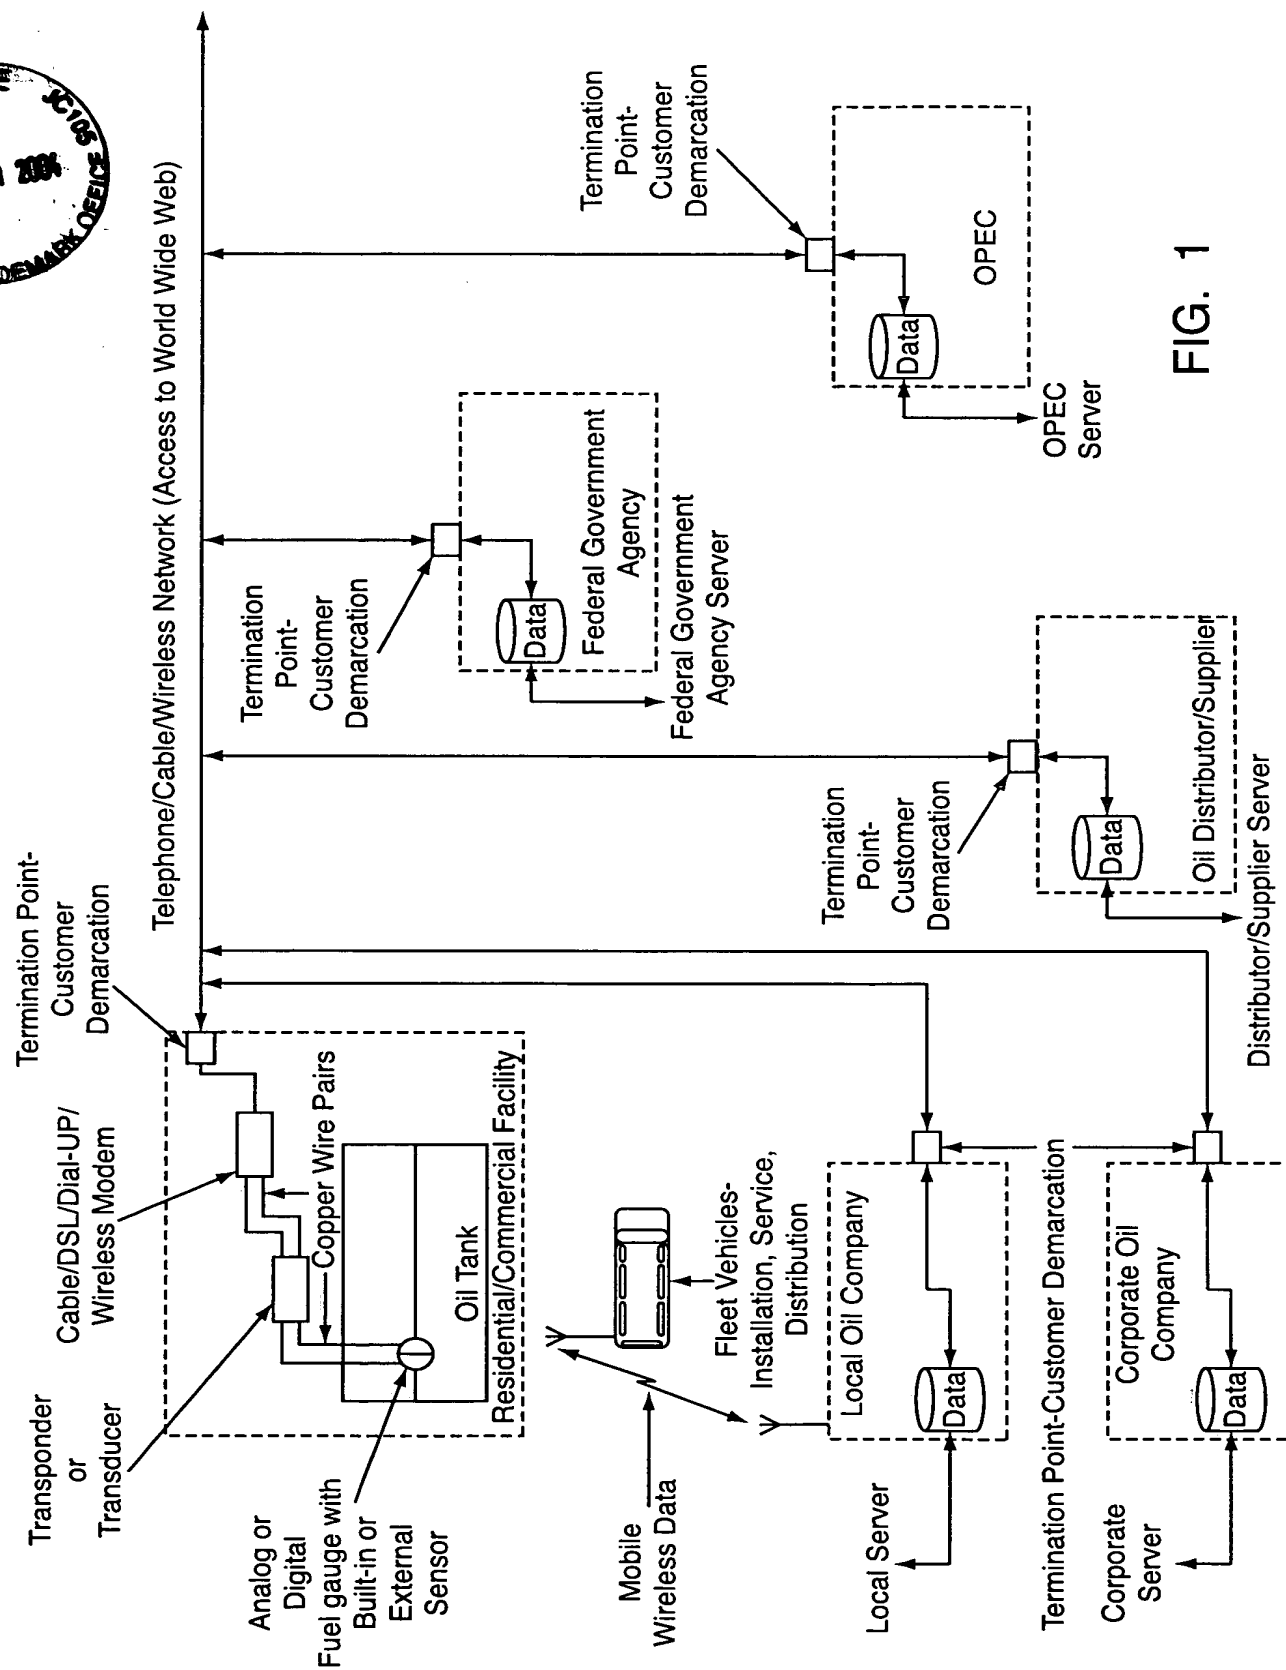 JC105
2004
DEMARK OFFICE
Termination Point-
Customer
Demarcation
Cable/DSL/Dial-UP/
Wireless Modem
Transponder
or
Transducer
Telephone/Cable/Wireless Network (Access to World Wide Web)
Copper Wire Pairs
Oil Tank
Residential/Commercial Facility
Analog or
Digital
Fuel gauge with
Built-in or
External
Sensor
Mobile
Wireless Data
Fleet Vehicles-
Installation, Service,
Distribution
Local Oil Company
Data
Local Server
Termination Point-Customer Demarcation
Corporate Oil
Company
Data
Corporate
Server
Termination
Point-
Customer
Demarcation
Federal Government
Agency
Data
Federal Government
Agency Server
Termination
Point-
Customer
Demarcation
Oil Distributor/Supplier
Data
Distributor/Supplier Server
Termination
Point-
Customer
Demarcation
OPEC
Data
OPEC
Server
FIG. 1